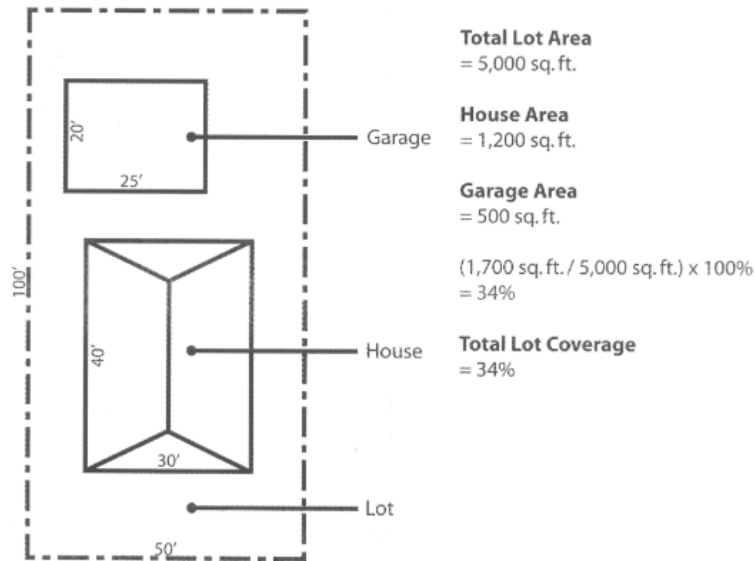 Total Lot Area
= 5,000 sq. ft.
20'
Garage
House Area
= 1,200 sq. ft.
25'
Garage Area
= 500 sq. ft.
(1,700 sq. ft. / 5,000 sq. ft.) x 100%
= 34%
100'
40'
House
Total Lot Coverage
= 34%
30'
Lot
50'